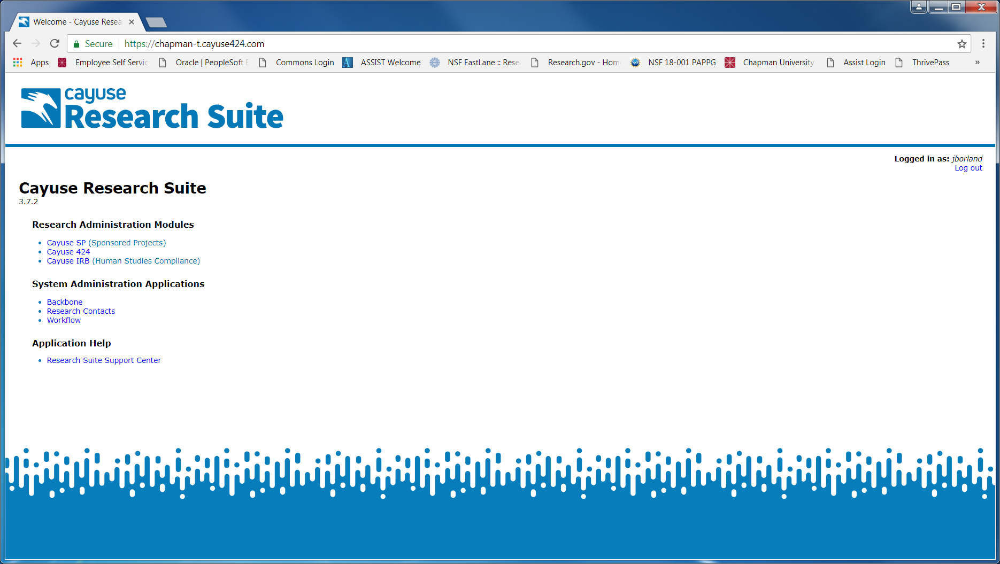 Welcome - Cayuse Resea
Secure https://chapman-t.cayuse424.com
Apps Employee Self Servic Oracle | PeopleSoft E Commons Login ASSIST Welcome NSF FastLane :: Rese Research.gov - Hom NSF 18-001 PAPPG Chapman University Assist Login ThrivePass »
cayuse
Research Suite
Logged in as: jborland
Log out
Cayuse Research Suite
3.7.2
Research Administration Modules
• Cayuse SP (Sponsored Projects)
• Cayuse 424
• Cayuse IRB (Human Studies Compliance)
System Administration Applications
• Backbone
• Research Contacts
• Workflow
Application Help
• Research Suite Support Center